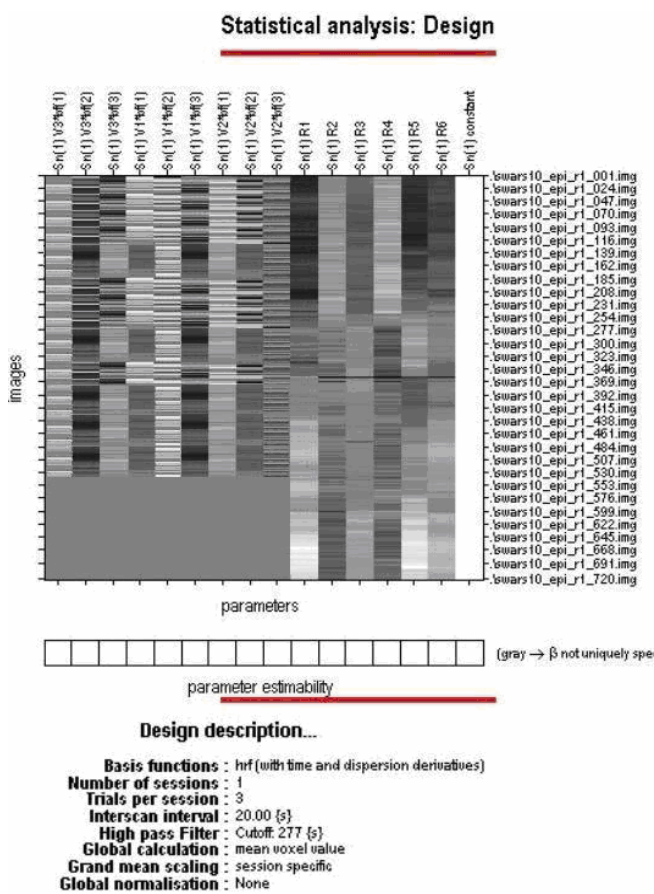 Statistical analysis: Design
Sn(1) V3*bf(1)
Sn(1) V3*bf(2)
Sn(1) V3*bf(3)
Sn(1) V1*bf(1)
Sn(1) V1*bf(2)
Sn(1) V1*bf(3)
Sn(1) V2*bf(1)
Sn(1) V2*bf(2)
Sn(1) V2*bf(3)
Sn(1) R1
Sn(1) R2
Sn(1) R3
Sn(1) R4
Sn(1) R5
Sn(1) R6
Sn(1) constant
images
.\swars10_epi_r1_001.img
.\swars10_epi_r1_024.img
.\swars10_epi_r1_047.img
.\swars10_epi_r1_070.img
.\swars10_epi_r1_093.img
.\swars10_epi_r1_116.img
.\swars10_epi_r1_139.img
.\swars10_epi_r1_162.img
.\swars10_epi_r1_185.img
.\swars10_epi_r1_208.img
.\swars10_epi_r1_231.img
.\swars10_epi_r1_254.img
.\swars10_epi_r1_277.img
.\swars10_epi_r1_300.img
.\swars10_epi_r1_323.img
.\swars10_epi_r1_346.img
.\swars10_epi_r1_369.img
.\swars10_epi_r1_392.img
.\swars10_epi_r1_415.img
.\swars10_epi_r1_438.img
.\swars10_epi_r1_461.img
.\swars10_epi_r1_484.img
.\swars10_epi_r1_507.img
.\swars10_epi_r1_530.img
.\swars10_epi_r1_553.img
.\swars10_epi_r1_576.img
.\swars10_epi_r1_599.img
.\swars10_epi_r1_622.img
.\swars10_epi_r1_645.img
.\swars10_epi_r1_668.img
.\swars10_epi_r1_691.img
.\swars10_epi_r1_720.img
parameters
(gray → β not uniquely spe
parameter estimability
Design description...
Basis functions : hrf (with time and dispersion derivatives)
Number of sessions : 1
Trials per session : 3
Interscan interval : 20.00 {s}
High pass Filter : Cutoff: 277 {s}
Global calculation : mean voxel value
Grand mean scaling : session specific
Global normalisation : None